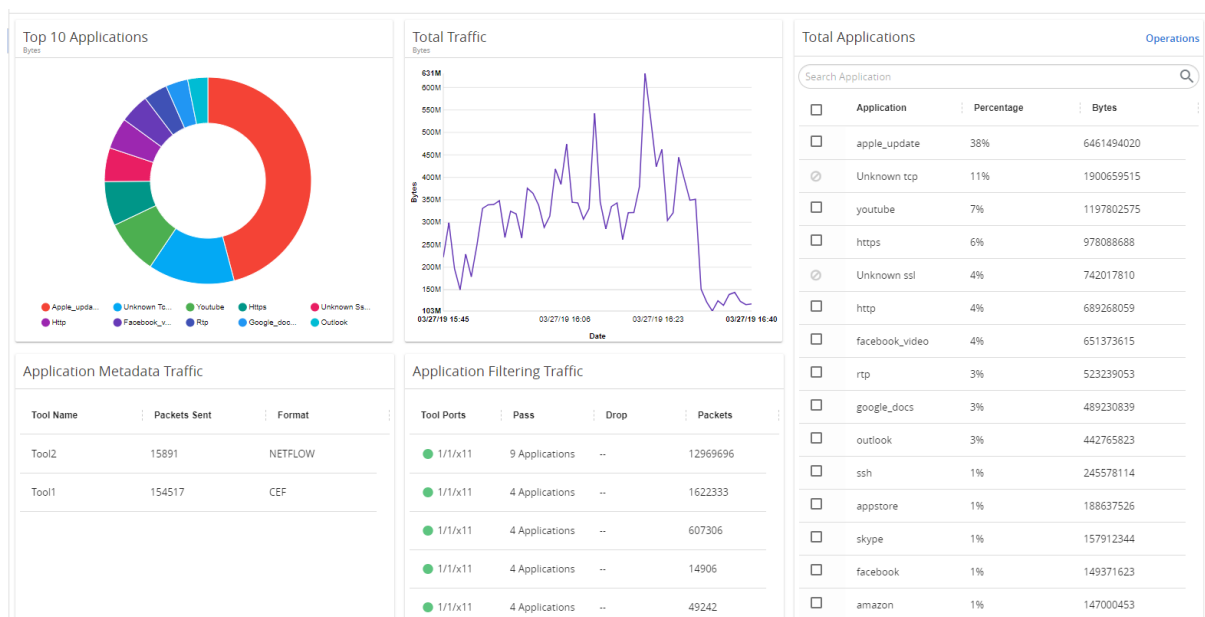 Top 10 Applications
Bytes
Apple_upda... Unknown Tc... Youtube Https Unknown Ss...
Http Facebook_v... Rtp Google_doc... Outlook
Total Traffic
Bytes
631M
600M
550M
500M
450M
400M
350M
300M
250M
200M
150M
103M
Bytes
03/27/19 15:45 03/27/19 16:06 03/27/19 16:23 03/27/19 16:40
Date
Total Applications Operations
Search Application
Application Percentage Bytes
apple_update 38% 6461494020
Unknown tcp 11% 1900659515
youtube 7% 1197802575
https 6% 978088688
Unknown ssl 4% 742017810
http 4% 689268059
facebook_video 4% 651373615
rtp 3% 523239053
google_docs 3% 489230839
outlook 3% 442765823
ssh 1% 245578114
appstore 1% 188637526
skype 1% 157912344
facebook 1% 149371623
amazon 1% 147000453
Application Metadata Traffic
Tool Name Packets Sent Format
Tool2 15891 NETFLOW
Tool1 154517 CEF
Application Filtering Traffic
Tool Ports Pass Drop Packets
1/1/x11 9 Applications -- 12969696
1/1/x11 4 Applications -- 1622333
1/1/x11 4 Applications -- 607306
1/1/x11 4 Applications -- 14906
1/1/x11 4 Applications -- 49242